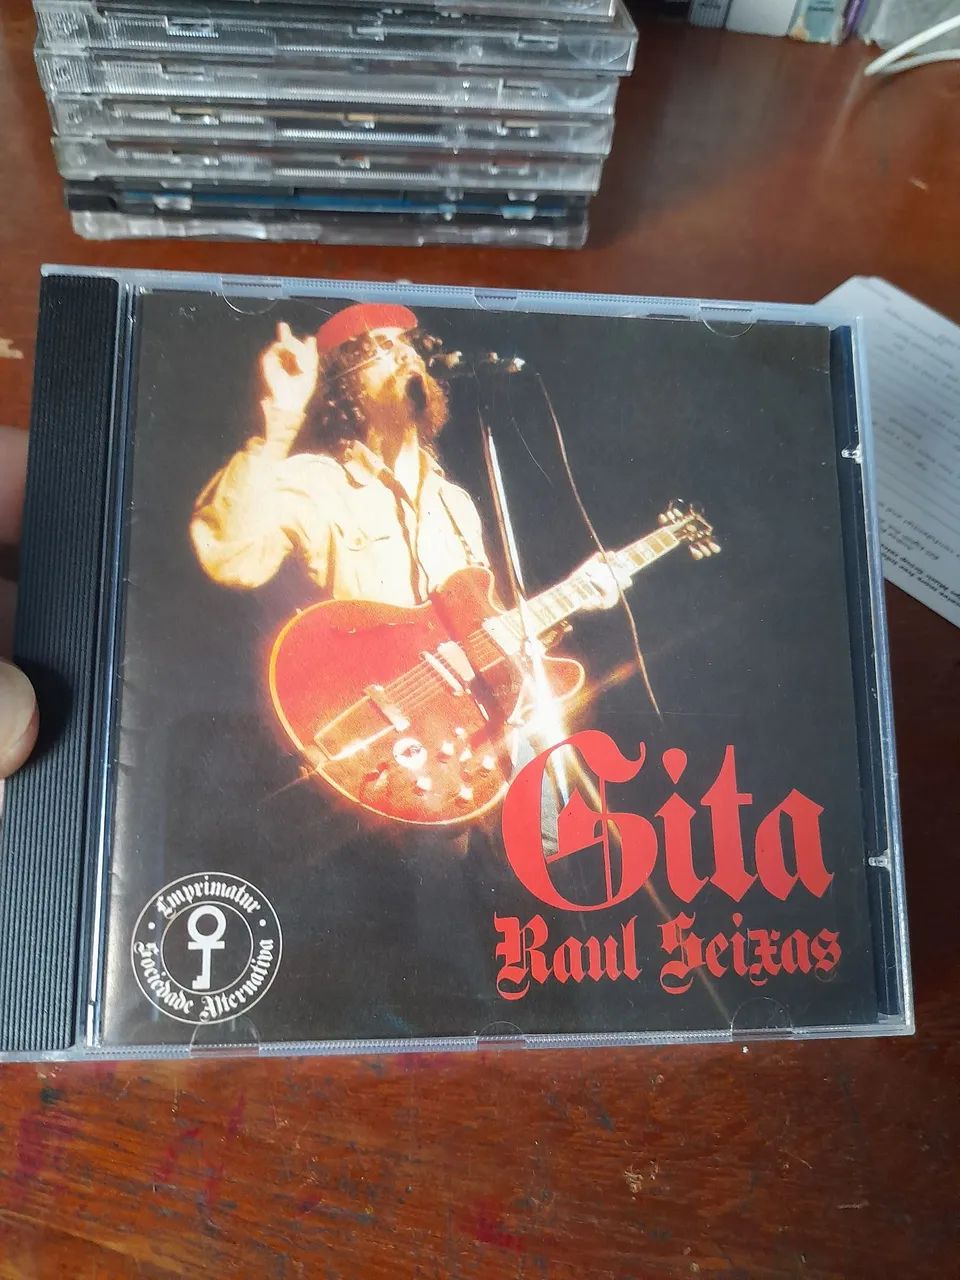 Gita
Raul Seixas
Imprimatur
Sociedade Alternativa